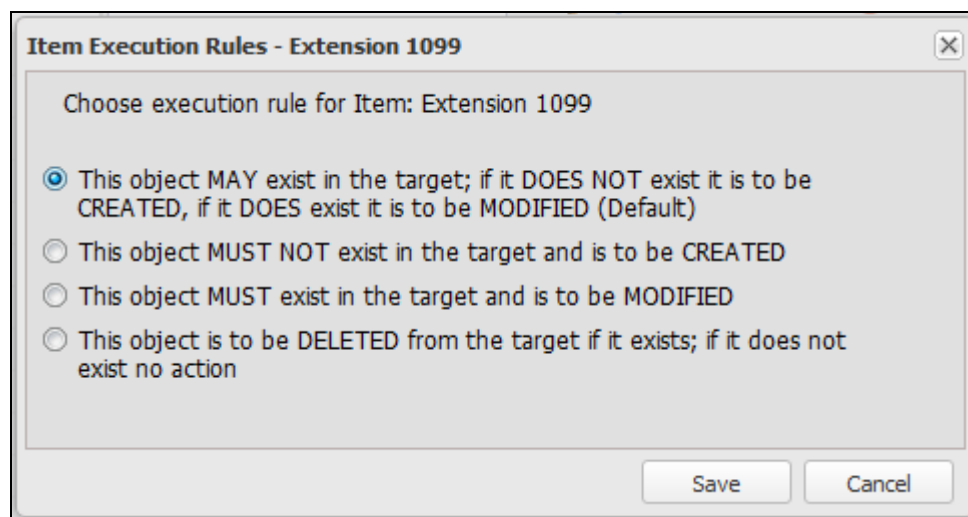 Item Execution Rules - Extension 1099
Choose execution rule for Item: Extension 1099
This object MAY exist in the target; if it DOES NOT exist it is to be
CREATED, if it DOES exist it is to be MODIFIED (Default)
This object MUST NOT exist in the target and is to be CREATED
This object MUST exist in the target and is to be MODIFIED
This object is to be DELETED from the target if it exists; if it does not
exist no action
Save Cancel